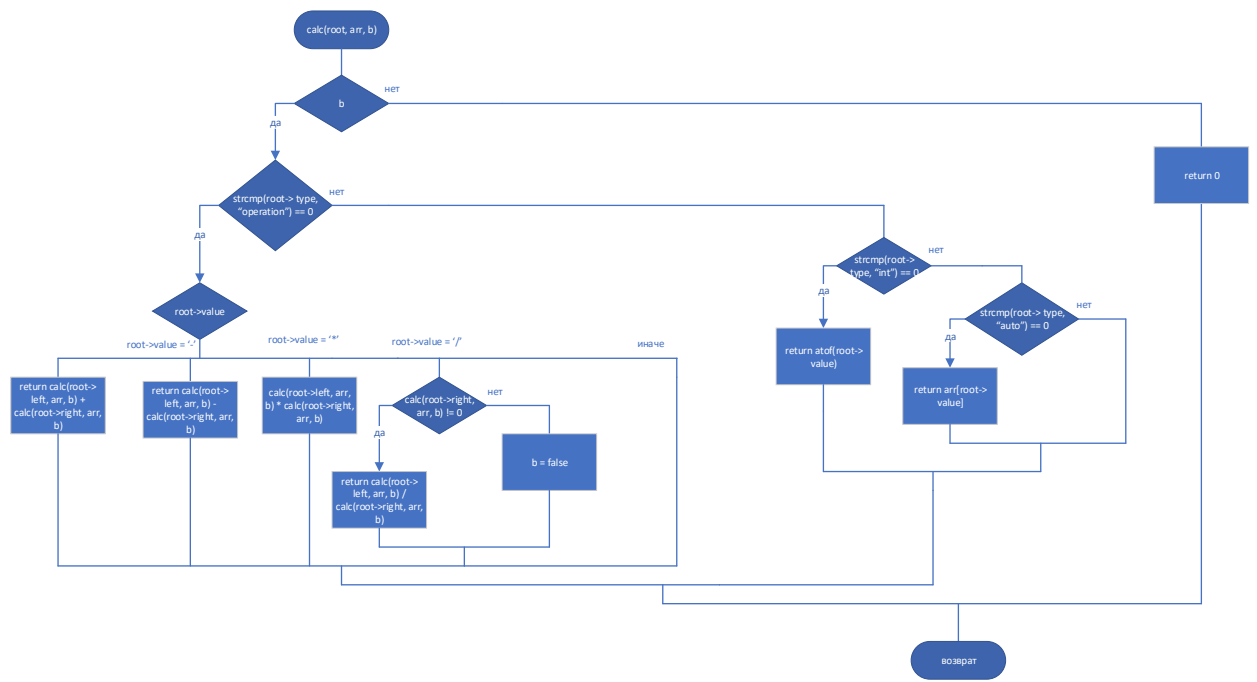 calc(root, arr, b)
b
нет
да
return 0
strcmp(root-> type,
“operation”) == 0
нет
да
strcmp(root->
type, “int”) == 0
нет
да
root->value
strcmp(root-> type,
“auto”) == 0
нет
да
return atof(root->
value)
return arr[root->
value]
root->value = ‘-’
root->value = ‘*’
root->value = ‘/’
иначе
return calc(root->
left, arr, b) +
calc(root->right, arr,
b)
return calc(root->
left, arr, b) -
calc(root->right, arr,
b)
calc(root->left, arr,
b) * calc(root->right,
arr, b)
calc(root->right,
arr, b) != 0
нет
да
b = false
return calc(root->
left, arr, b) /
calc(root->right, arr,
b)
возврат